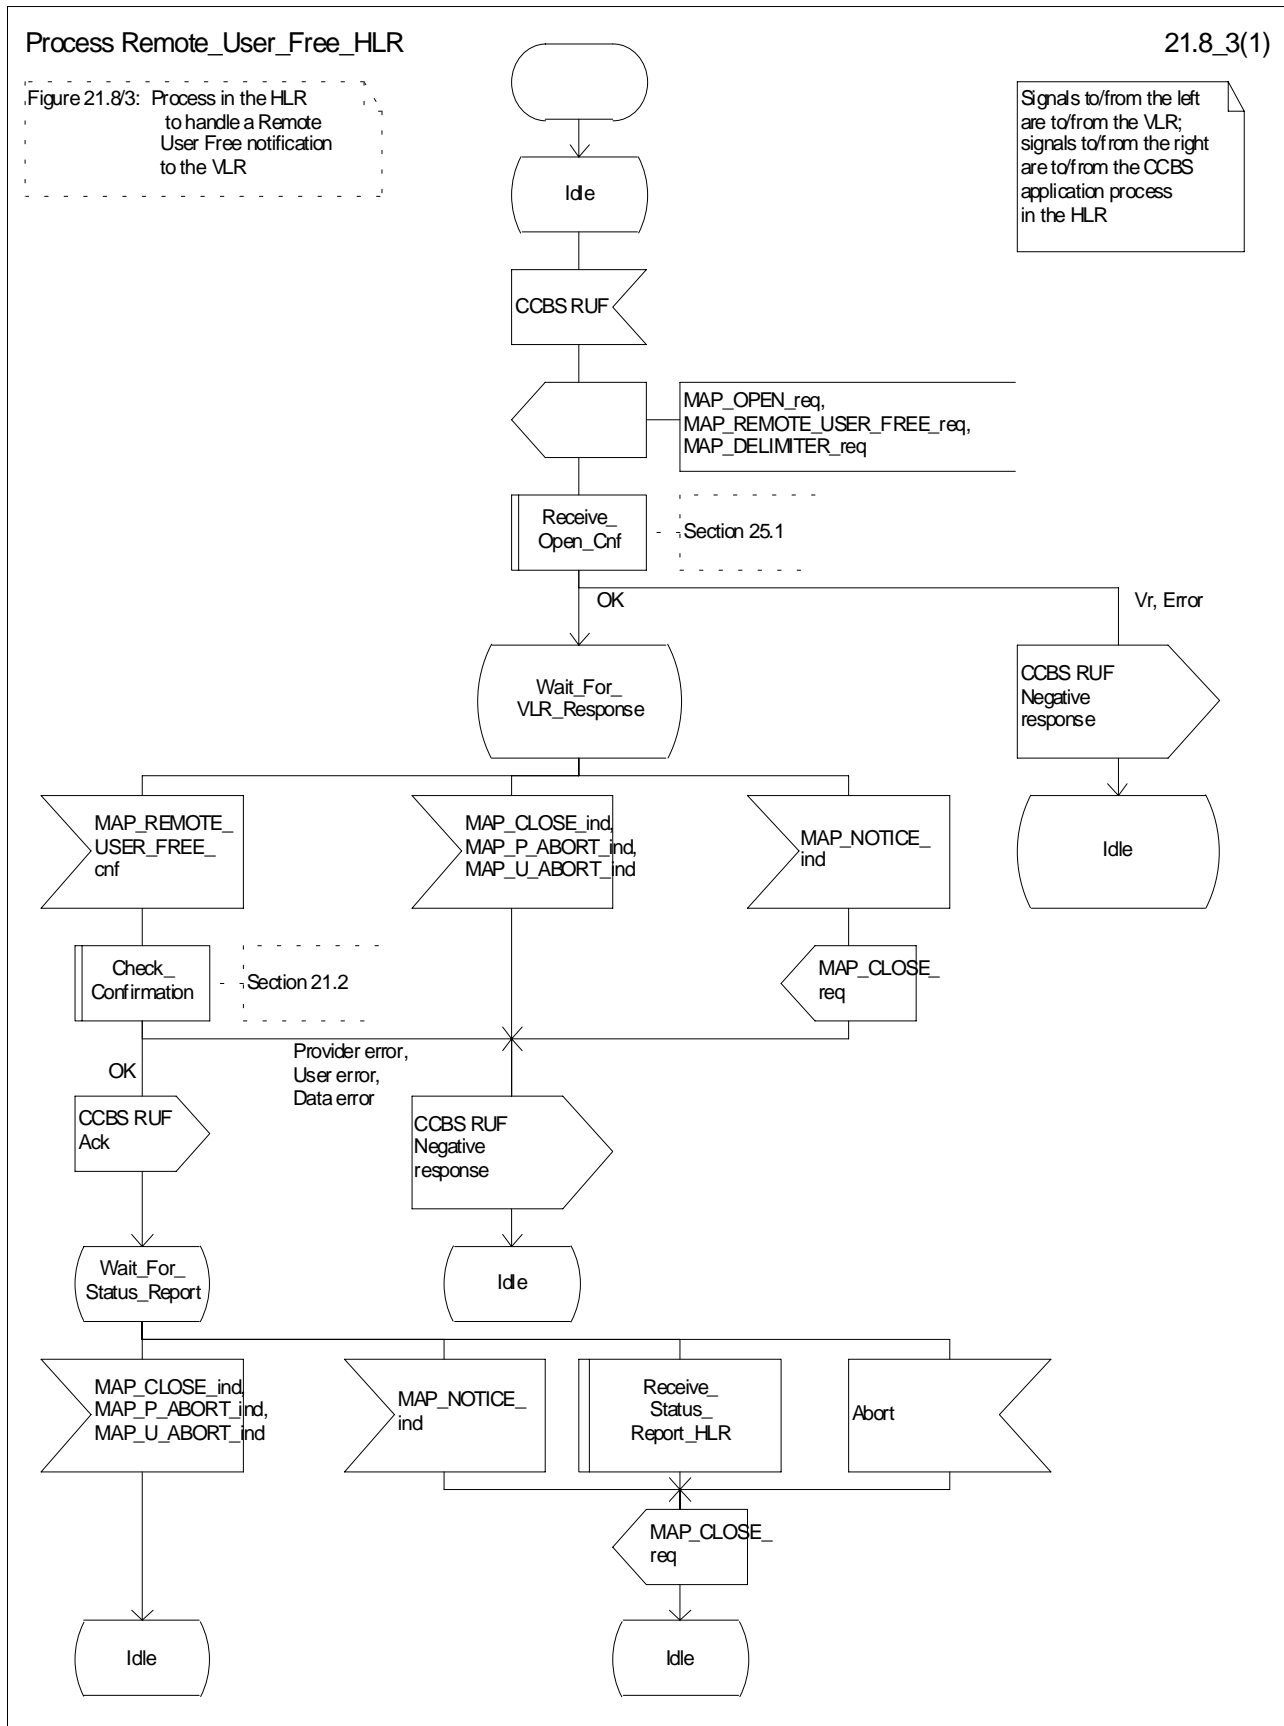 Process Remote_User_Free_HLR
21.8_3(1)
Figure 21.8/3: Process in the HLR
to handle a Remote
User Free notification
to the VLR
Signals to/from the left
are to/from the VLR;
signals to/from the right
are to/from the CCBS
application process
in the HLR
Idle
CCBS RUF
MAP_OPEN_req,
MAP_REMOTE_USER_FREE_req,
MAP_DELIMITER_req
Receive_
Open_Cnf
Section 25.1
OK
Vr, Error
Wait_For_
VLR_Response
CCBS RUF
Negative
response
MAP_REMOTE_
USER_FREE_
cnf
MAP_CLOSE_ind,
MAP_P_ABORT_ind,
MAP_U_ABORT_ind
MAP_NOTICE_
ind
Idle
Check_
Confirmation
Section 21.2
MAP_CLOSE_
req
Provider error,
User error,
Data error
OK
CCBS RUF
Ack
CCBS RUF
Negative
response
Wait_For_
Status_Report
Idle
MAP_CLOSE_ind,
MAP_P_ABORT_ind,
MAP_U_ABORT_ind
MAP_NOTICE_
ind
Receive_
Status_
Report_HLR
Abort
MAP_CLOSE_
req
Idle
Idle